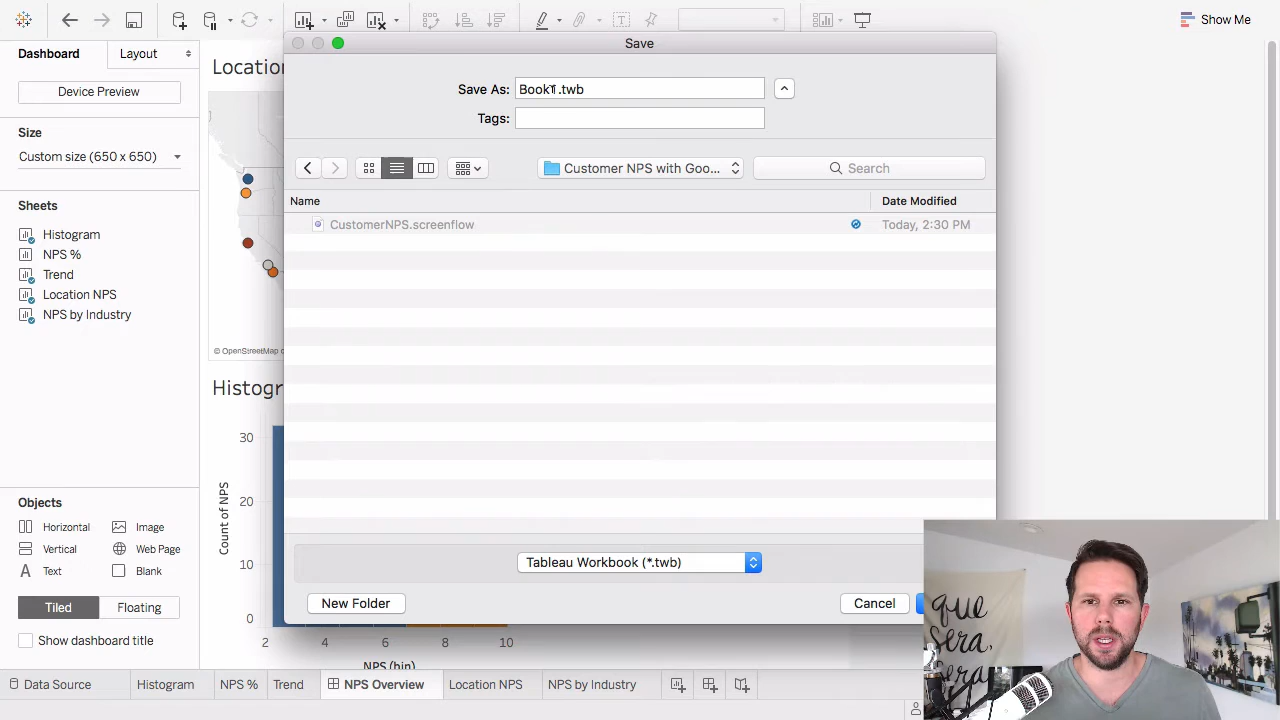 Show Me
Dashboard
Layout
Device Preview
Size
Custom size (650 x 650)
Sheets
Histogram
NPS %
Trend
Location NPS
NPS by Industry
Objects
Horizontal
Image
Vertical
Web Page
Text
Blank
Tiled
Floating
Show dashboard title
Location
© OpenStreetMap
Histogr
30
20
10
0
Count of NPS
2
4
6
8
10
NPS (bin)
Save
Save As:
Book1.twb
Tags:
Customer NPS with Goo...
Search
Name
Date Modified
CustomerNPS.screenflow
Today, 2:30 PM
Tableau Workbook (*.twb)
New Folder
Cancel
que
sera,
sera
Data Source
Histogram
NPS %
Trend
NPS Overview
Location NPS
NPS by Industry